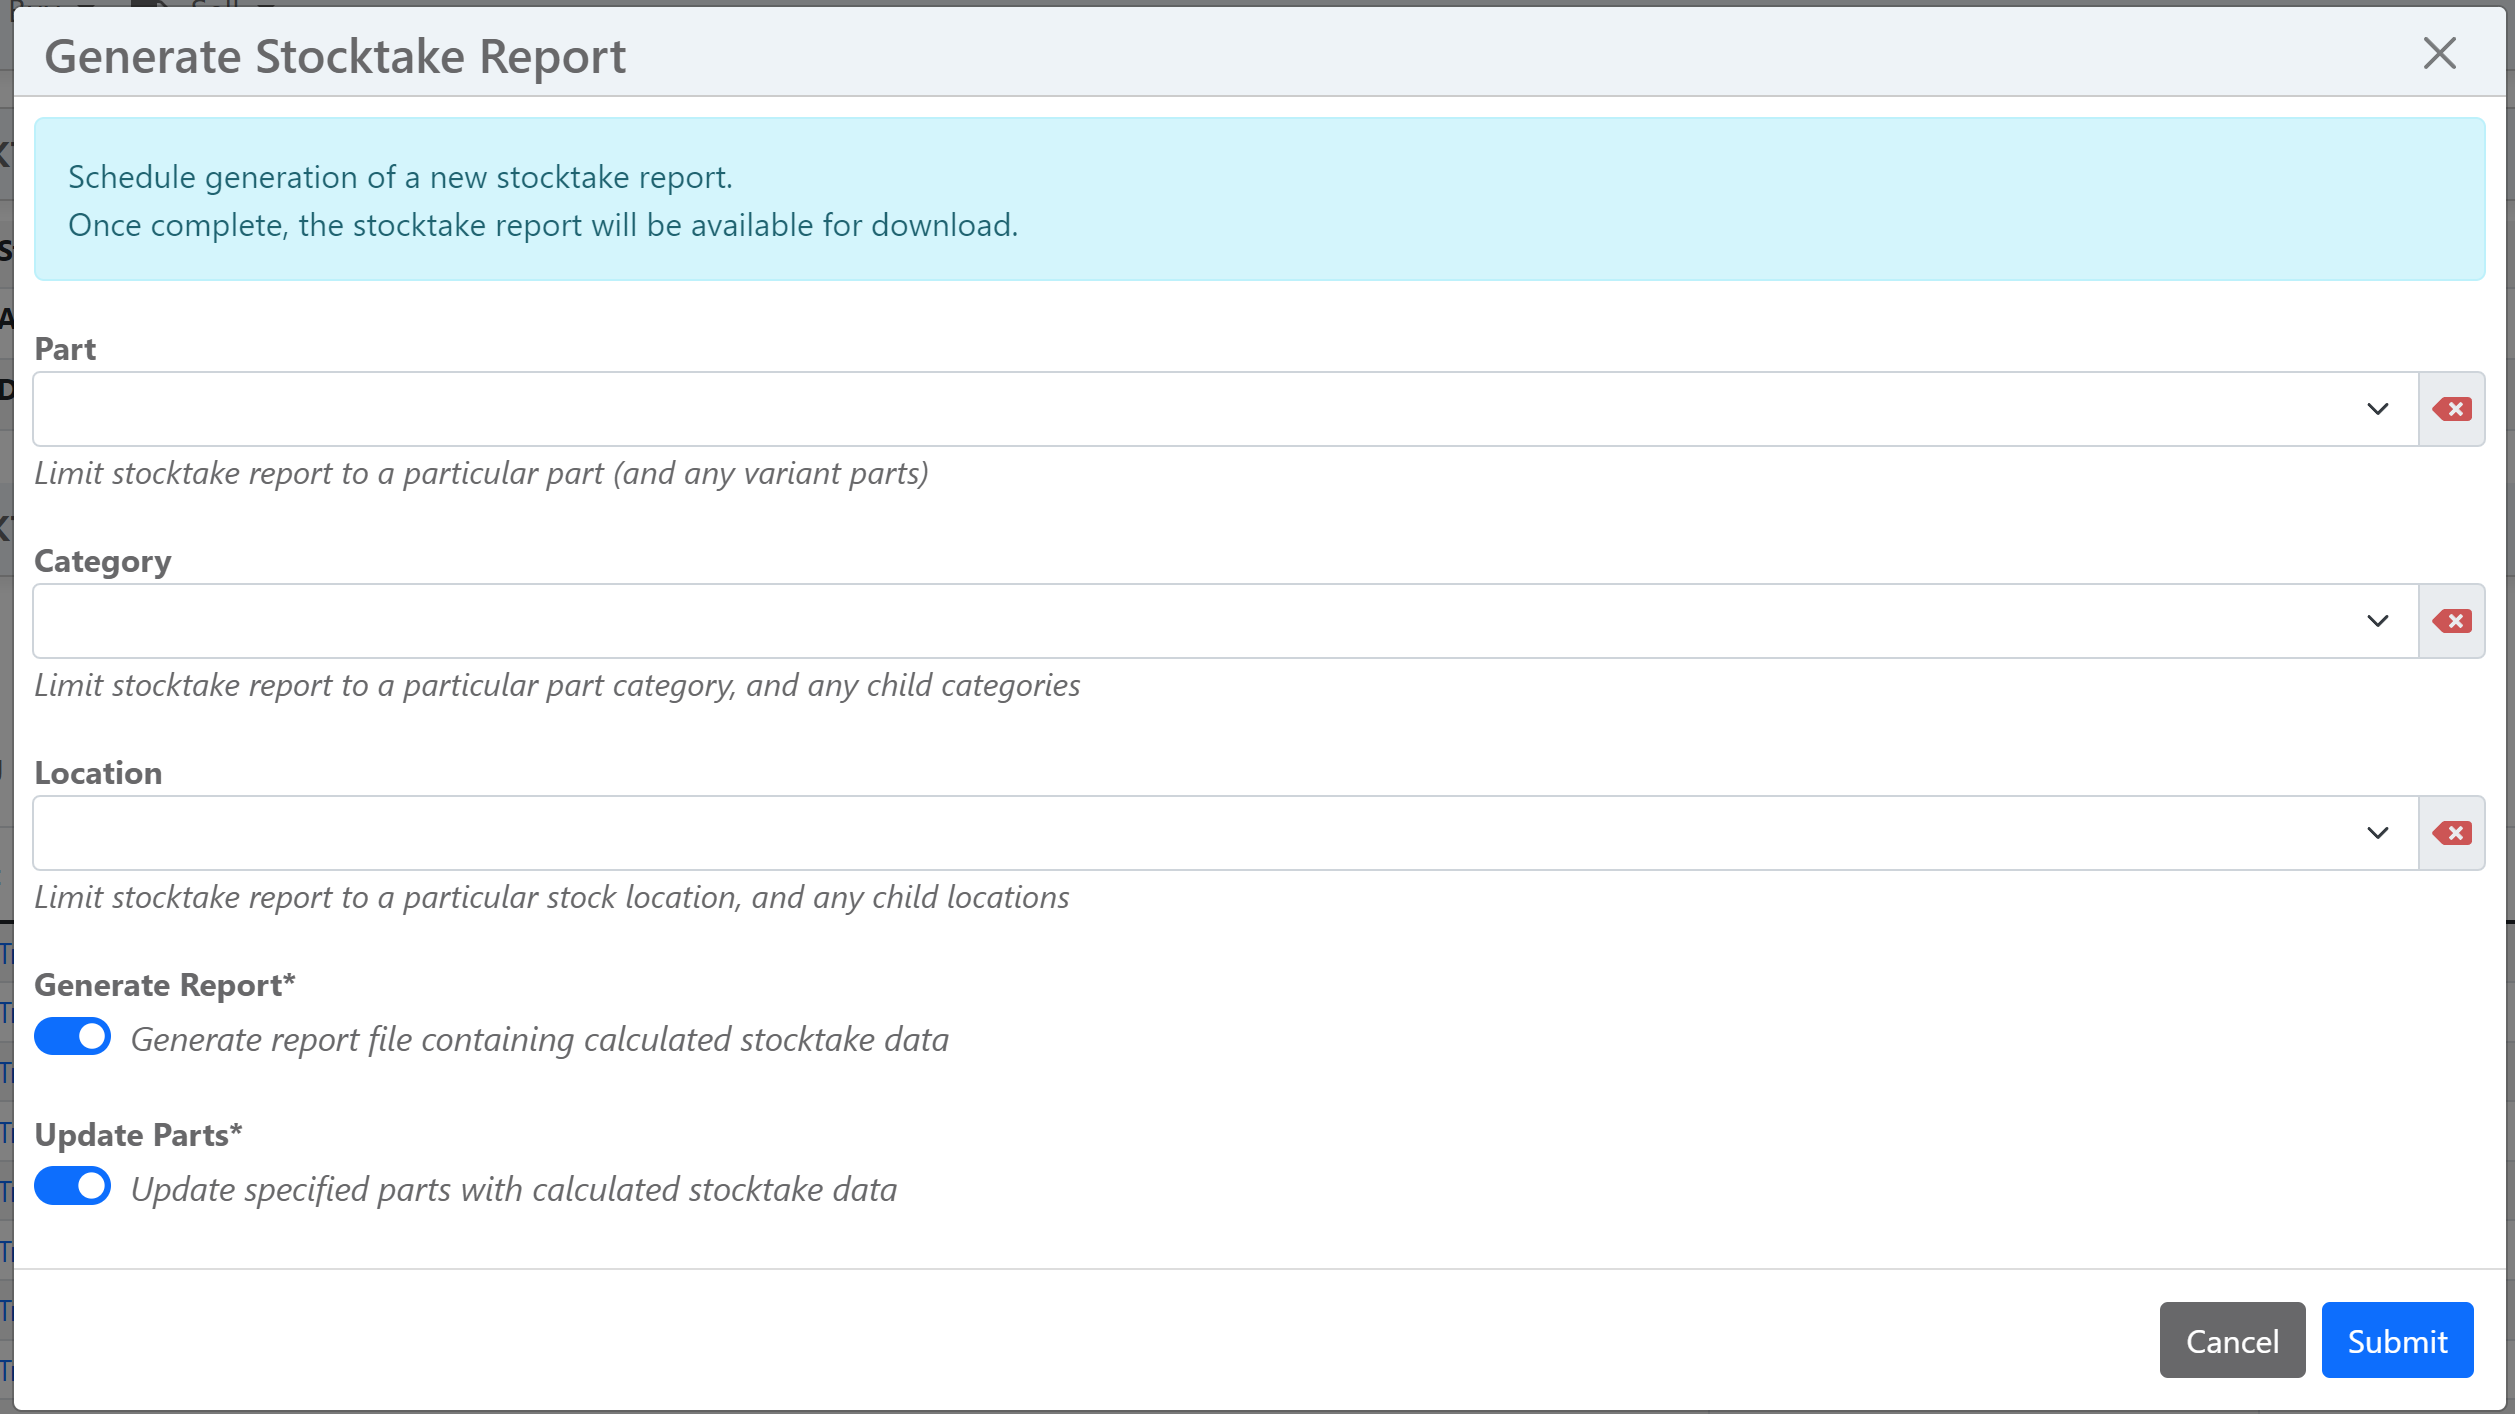 Generate Stocktake Report
Schedule generation of a new stocktake report.
Once complete, the stocktake report will be available for download.
Part
Limit stocktake report to a particular part (and any variant parts)
Category
Limit stocktake report to a particular part category, and any child categories
Location
Limit stocktake report to a particular stock location, and any child locations
Generate Report*
Generate report file containing calculated stocktake data
Update Parts*
Update specified parts with calculated stocktake data
Cancel
Submit